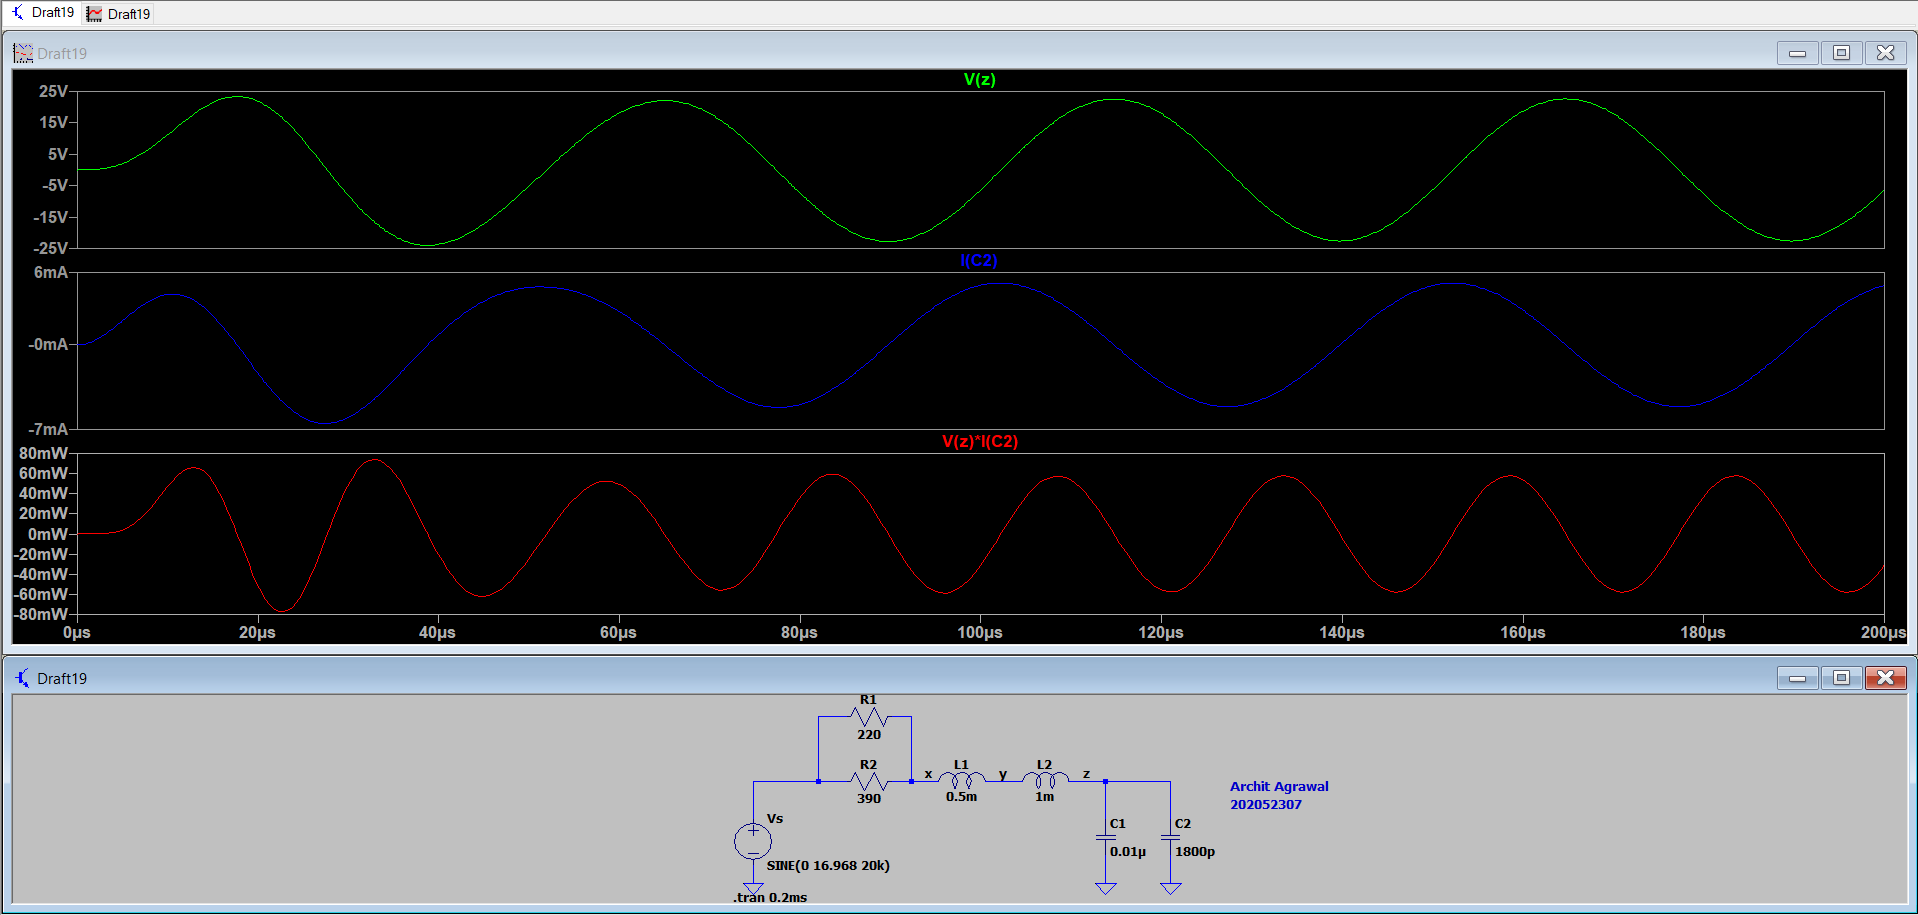 Draft19 Draft19
Draft19
V(z)
25V
15V
5V
-5V
-15V
-25V
I(C2)
6mA
-0mA
-7mA
V(z)*I(C2)
80mW
60mW
40mW
20mW
0mW
-20mW
-40mW
-60mW
-80mW
0µs 20µs 40µs 60µs 80µs 100µs 120µs 140µs 160µs 180µs 200µs
Draft19
R1
220
R2
390
x
L1
0.5m
y
L2
1m
z
Archit Agrawal
202052307
Vs
SINE(0 16.968 20k)
C1
0.01µ
C2
1800p
.tran 0.2ms